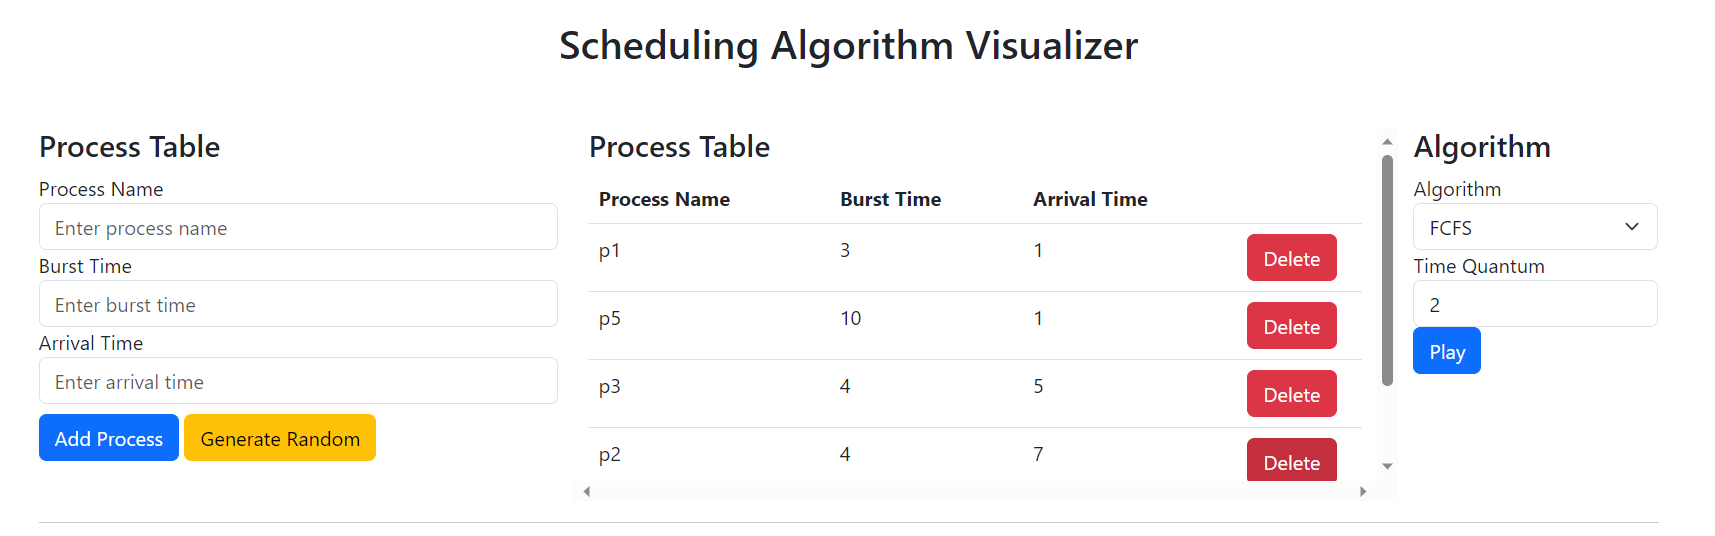 Scheduling Algorithm Visualizer
Process Table
Process Name
Enter process name
Burst Time
Enter burst time
Arrival Time
Enter arrival time
Add Process Generate Random
Process Table
Process Name Burst Time Arrival Time
p1 3 1 Delete
p5 10 1 Delete
p3 4 5 Delete
p2 4 7 Delete
Algorithm
Algorithm
FCFS
Time Quantum
2
Play